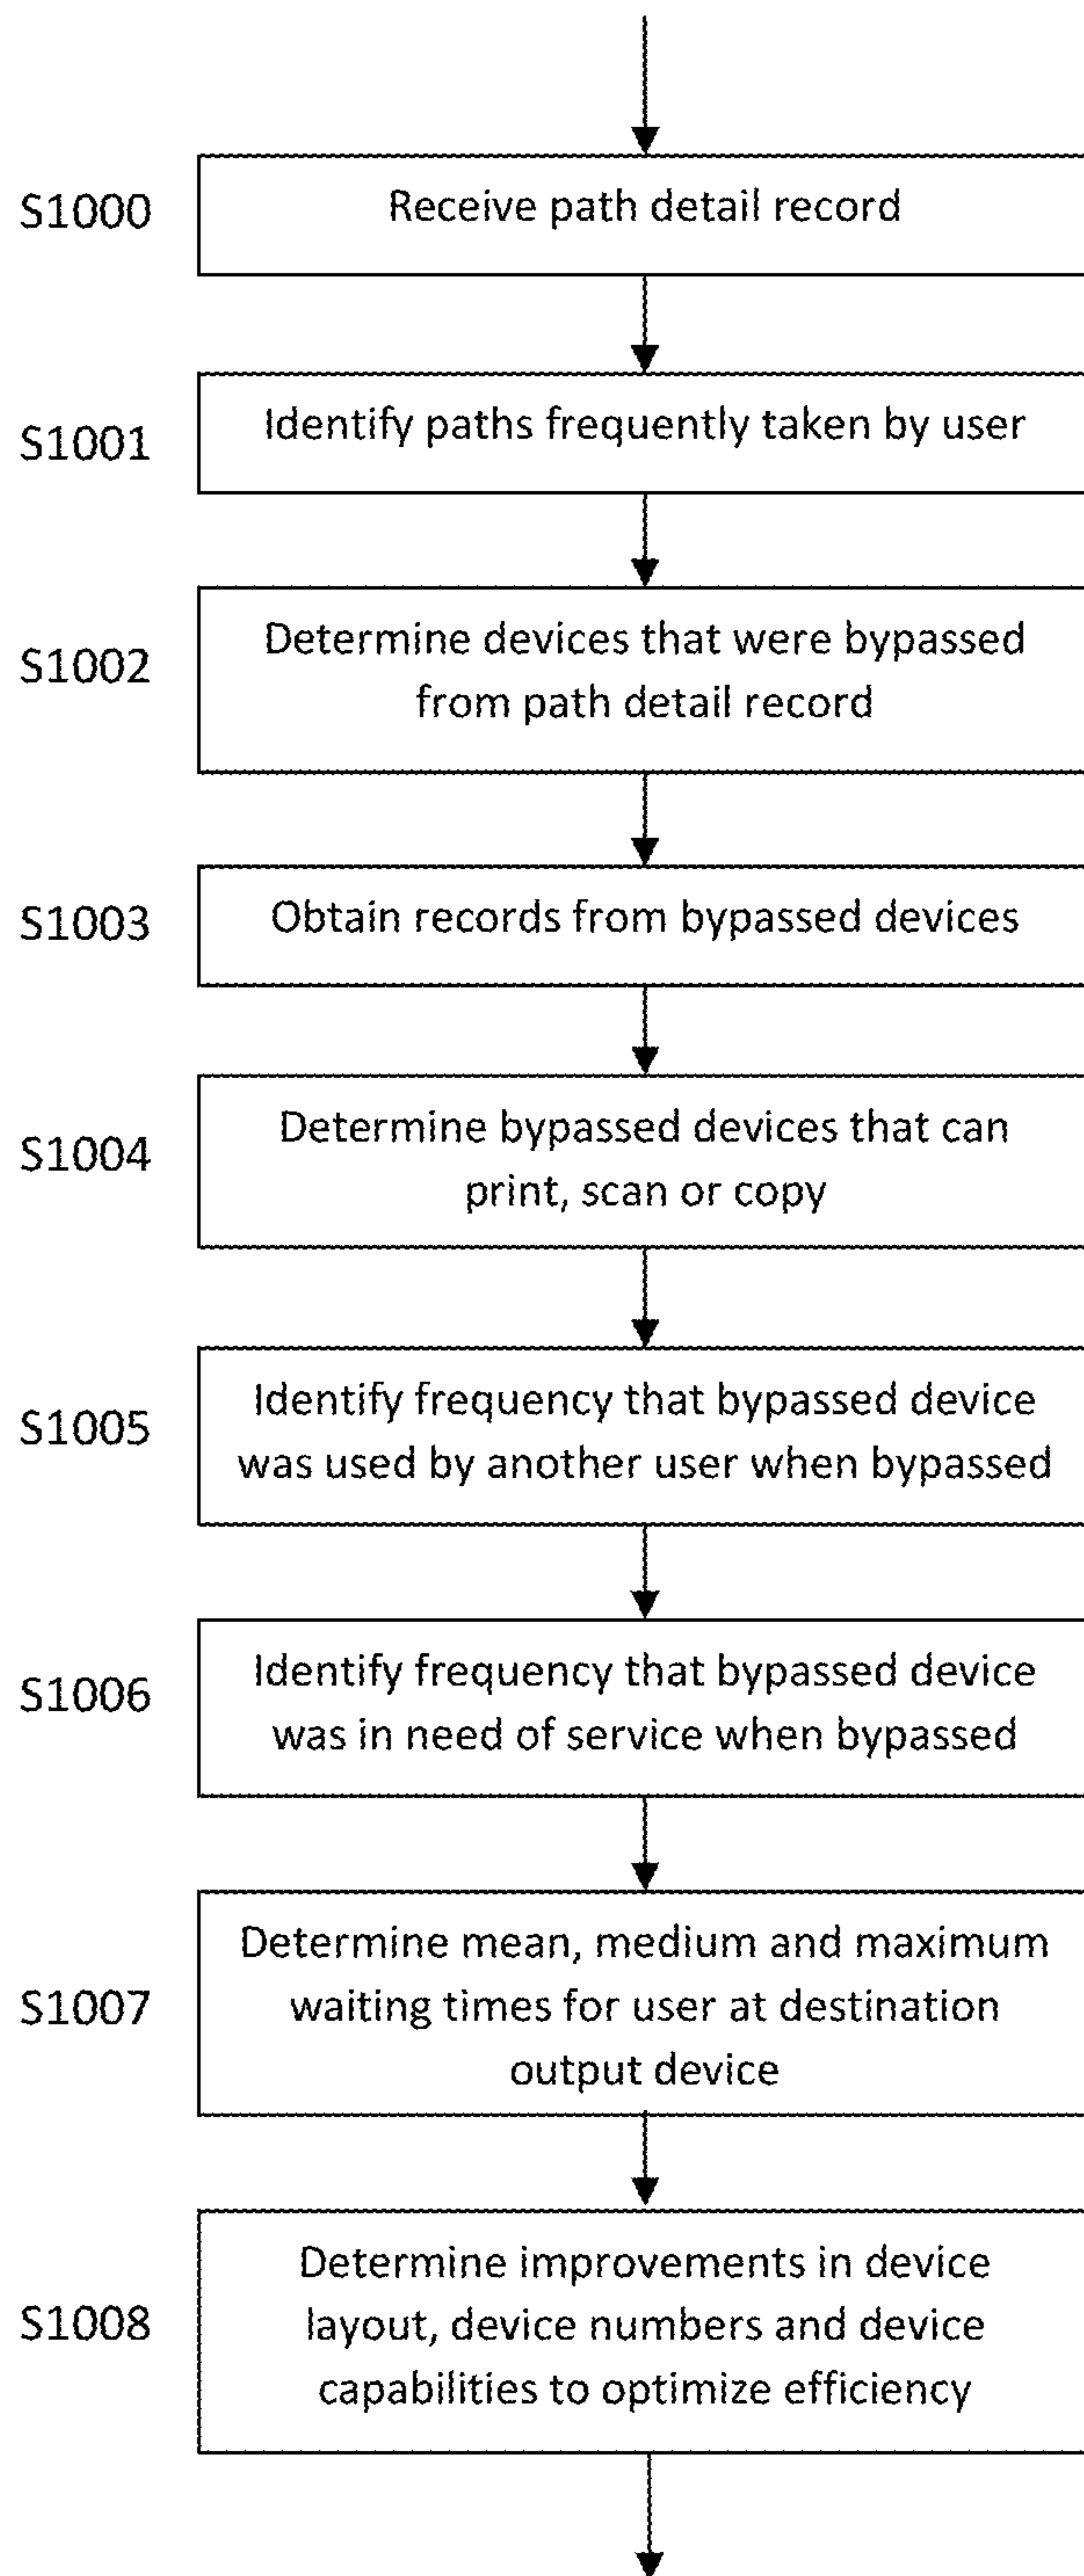 S1000
Receive path detail record
S1001
Identify paths frequently taken by user
S1002
Determine devices that were bypassed
from path detail record
S1003
Obtain records from bypassed devices
S1004
Determine bypassed devices that can
print, scan or copy
S1005
Identify frequency that bypassed device
was used by another user when bypassed
S1006
Identify frequency that bypassed device
was in need of service when bypassed
S1007
Determine mean, medium and maximum
waiting times for user at destination
output device
S1008
Determine improvements in device
layout, device numbers and device
capabilities to optimize efficiency